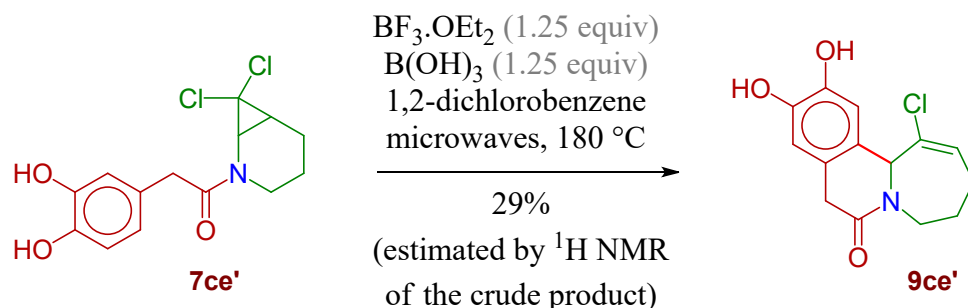 BF₃.OEt₂ (1.25 equiv)
B(OH)₃ (1.25 equiv)
1,2-dichlorobenzene
microwaves, 180 °C
29%
(estimated by ¹H NMR
of the crude product)
Cl
Cl
HO
HO
N
O
7ce'
OH
HO
Cl
N
O
9ce'